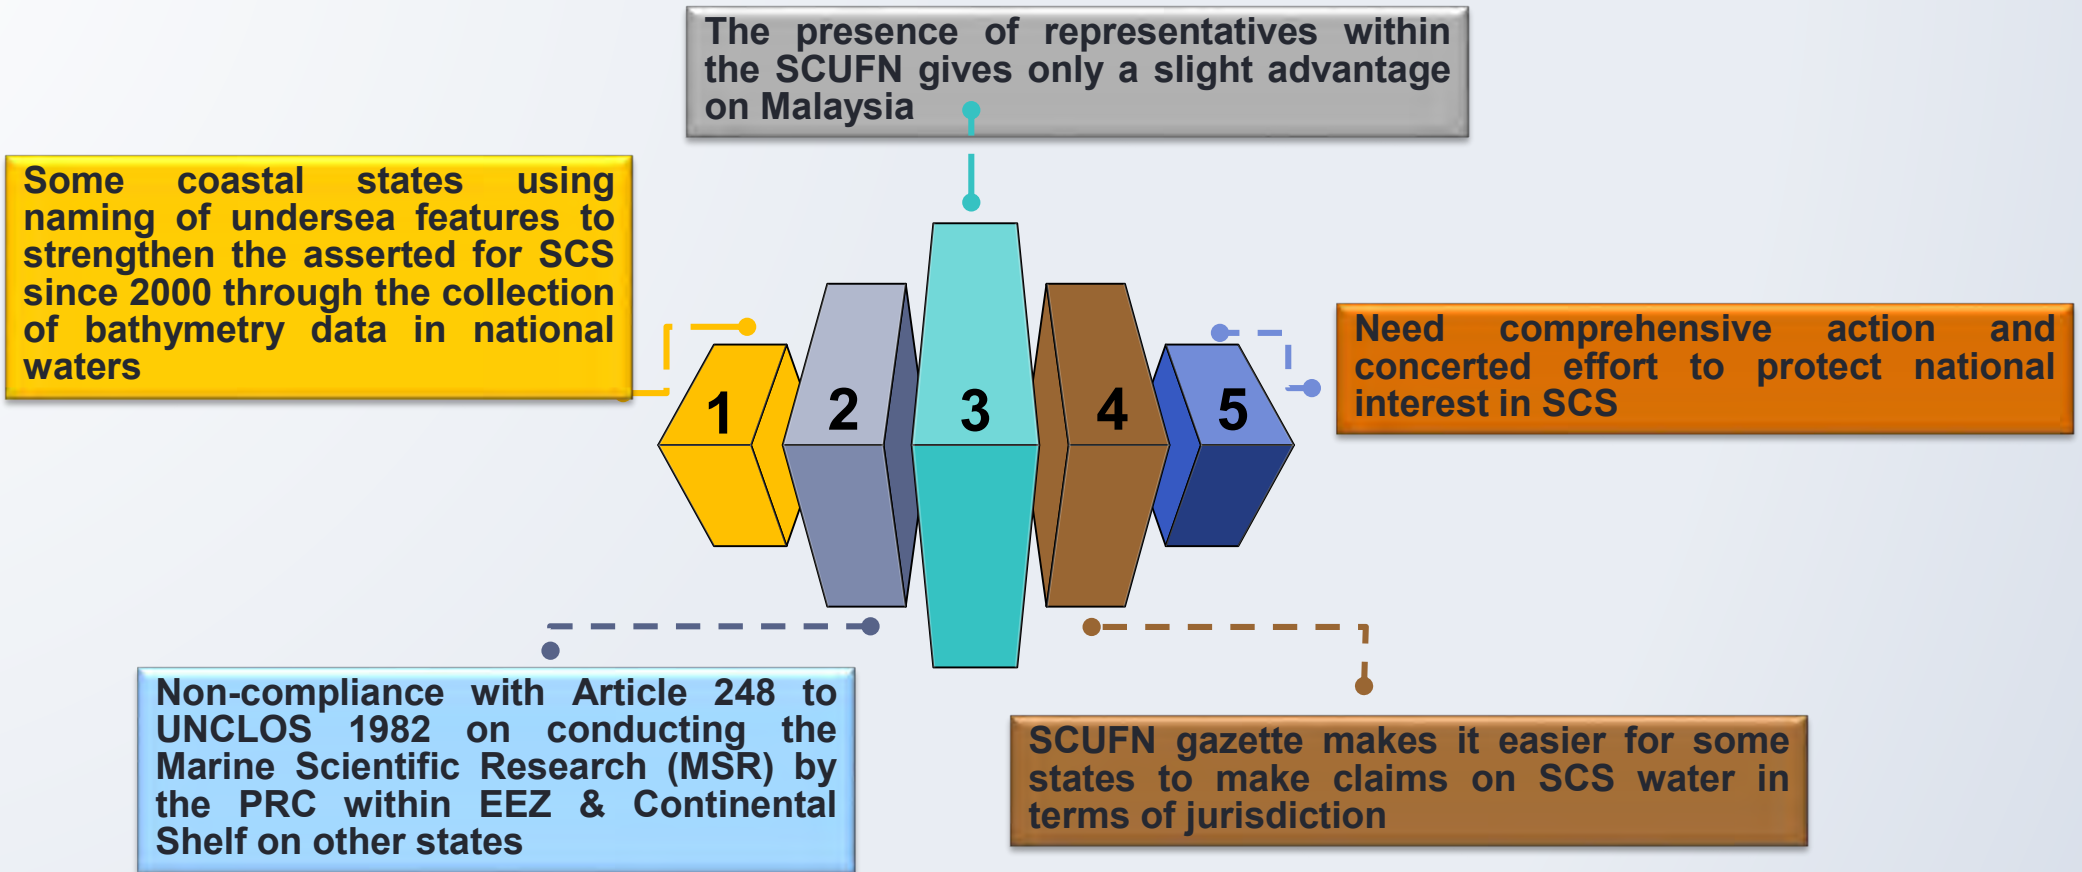 The presence of representatives within
the SCUFN gives only a slight advantage
on Malaysia
Some coastal states using
naming of undersea features to
strengthen the asserted for SCS
since 2000 through the collection
of bathymetry data in national
waters
Need comprehensive action and
concerted effort to protect national
interest in SCS
1
2
3
4
5
Non-compliance with Article 248 to
UNCLOS 1982 on conducting the
Marine Scientific Research (MSR) by
the PRC within EEZ & Continental
Shelf on other states
SCUFN gazette makes it easier for some
states to make claims on SCS water in
terms of jurisdiction